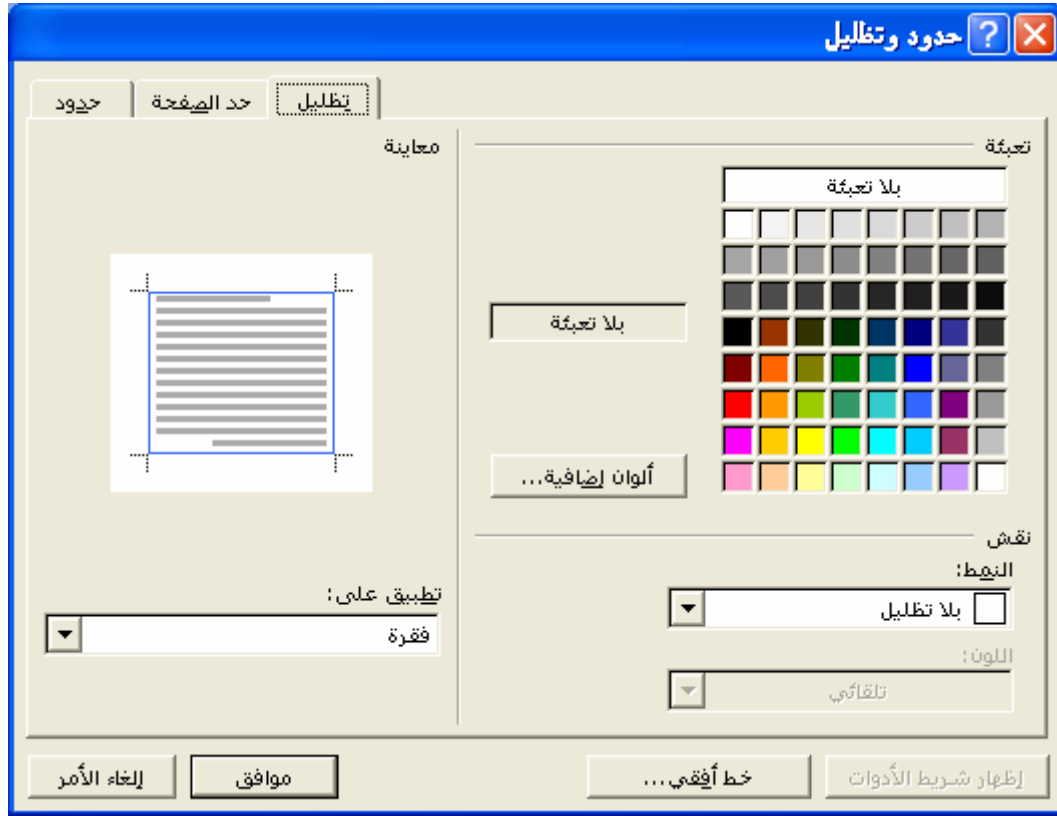 حدود وتظليل
حدود
حد الصفحة
تظليل
تعبئة
بلا تعبئة
بلا تعبئة
ألوان إضافية...
نقش
النمط:
بلا تظليل
اللون:
تلقائي
معاينة
تطبيق على:
فقرة
إظهار شريط الأدوات
خط أفقي...
موافق
إلغاء الأمر